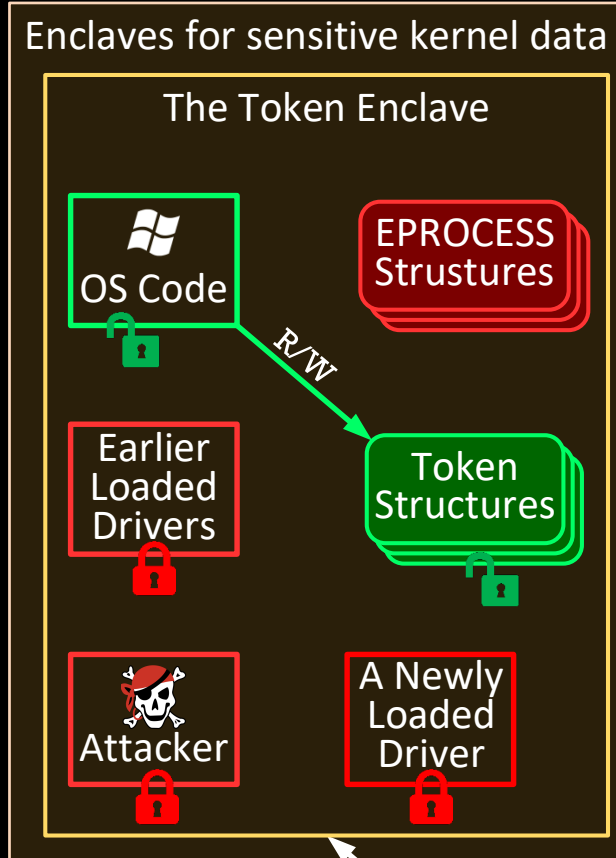 Enclaves for sensitive kernel data
The Token Enclave
OS Code
EPROCESS
Strustures
R/W
Earlier
Loaded
Drivers
Token
Structures
Attacker
A Newly
Loaded
Driver